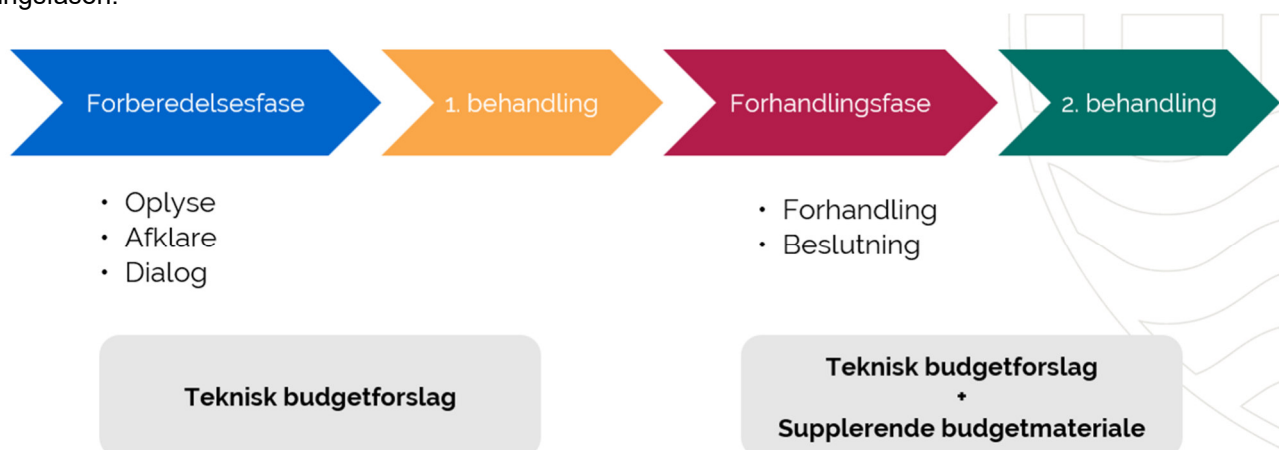 Forberedelsesfase
1. behandling
Forhandlingsfase
2. behandling
• Oplyse
• Afklare
• Dialog
• Forhandling
• Beslutning
Teknisk budgetforslag
Teknisk budgetforslag
+
Supplerende budgetmateriale